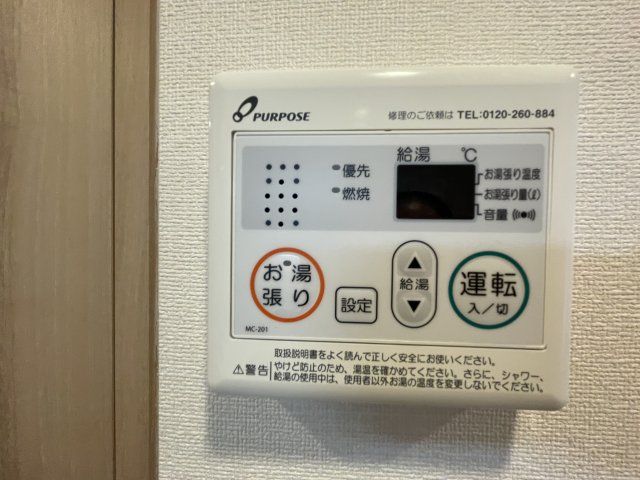 PURPOSE
修理のご依頼は TEL:0120-260-884
給湯 ℃
優先
燃焼
お湯張り温度
お湯張り量(ℓ)
音量
お湯
張り
設定
▲
給湯
▼
運転
入/切
MC-201
取扱説明書をよく読んで正しく安全にお使いください。
⚠警告 やけど防止のため、湯温を確かめてください。さらに、シャワー、
給湯の使用中は、使用者以外お湯の温度を変更しないでください。